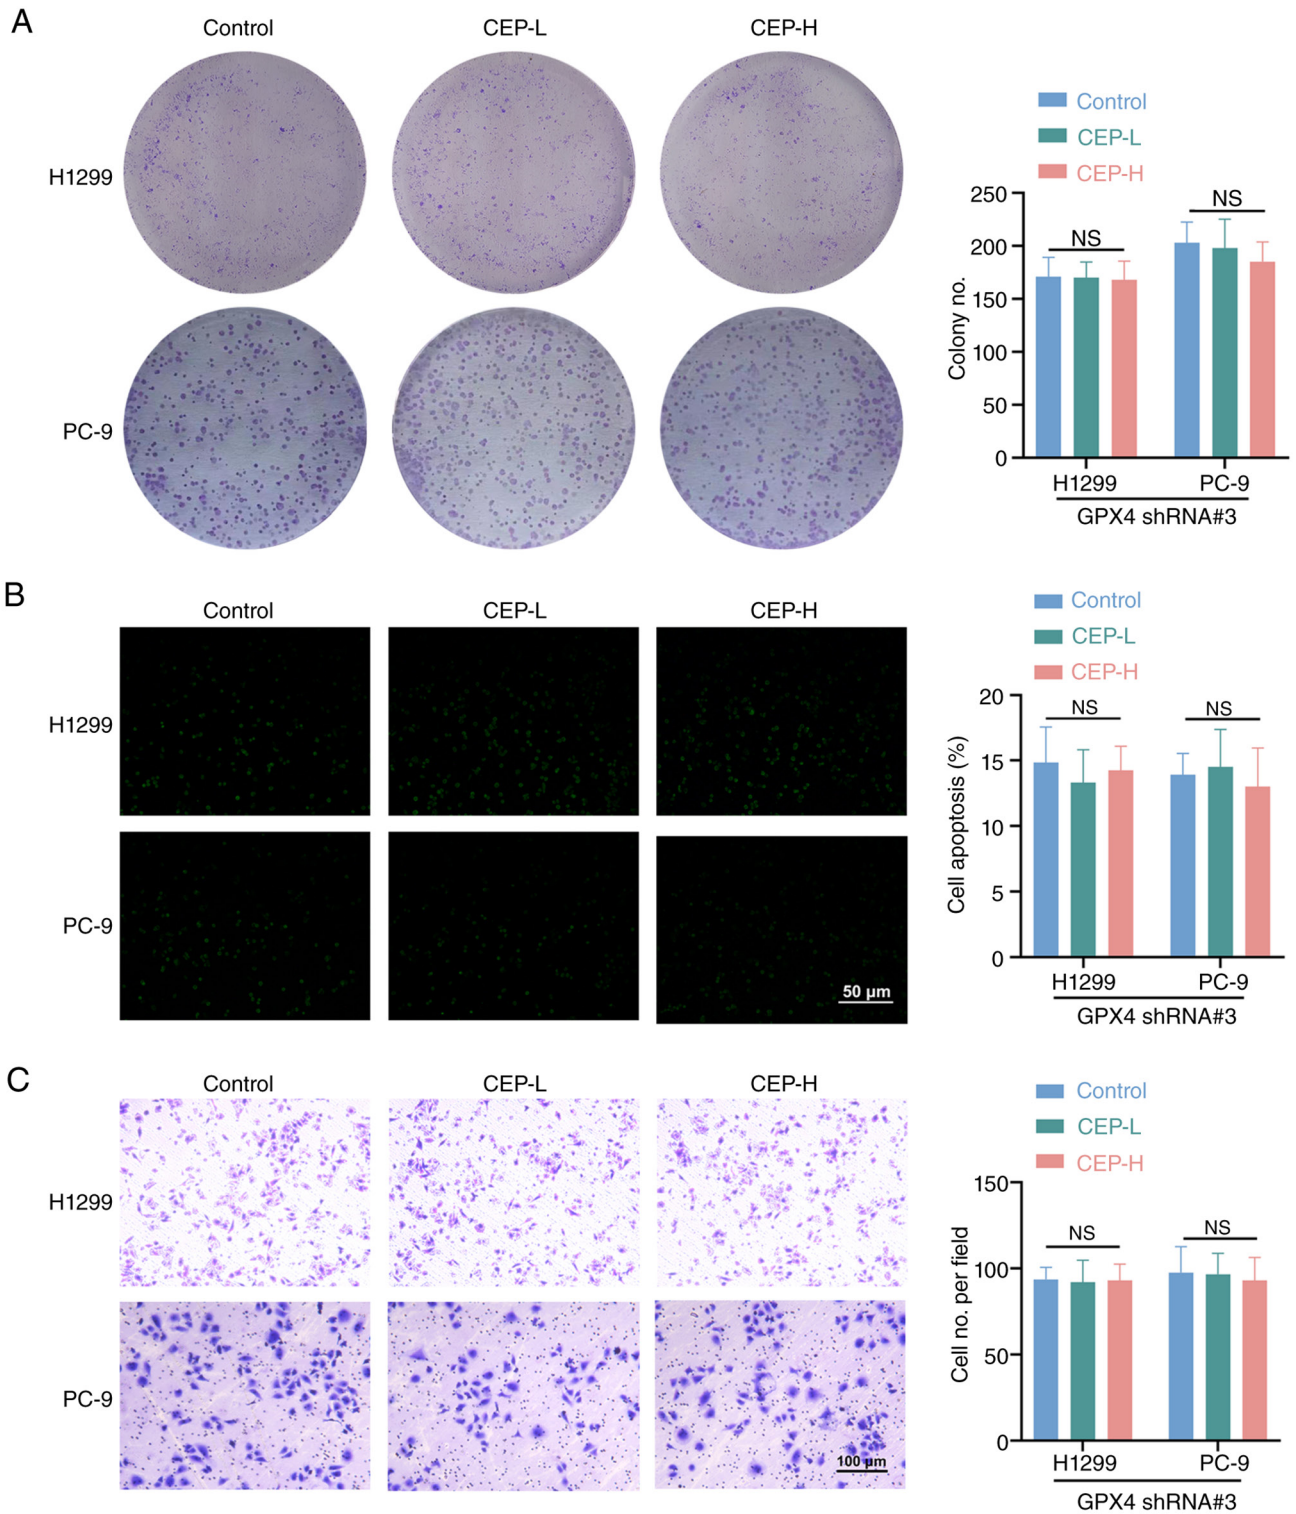 A
Control CEP-L CEP-H
H1299
PC-9
Control
CEP-L
CEP-H
250
200
150
100
50
0
Colony no.
NS NS
H1299 PC-9
GPX4 shRNA#3
B
Control CEP-L CEP-H
H1299
PC-9
50 µm
Control
CEP-L
CEP-H
20
15
10
5
0
Cell apoptosis (%)
NS NS
H1299 PC-9
GPX4 shRNA#3
C
Control CEP-L CEP-H
H1299
PC-9
100 µm
Control
CEP-L
CEP-H
150
100
50
0
Cell no. per field
NS NS
H1299 PC-9
GPX4 shRNA#3